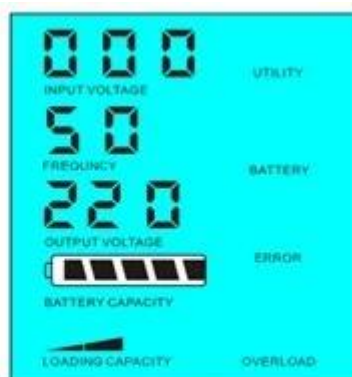 000
UTILITY
INPUT VOLTAGE
50
FREQUNCY
BATTERY
220
OUTPUT VOLTAGE
ERROR
BATTERY CAPACITY
LOADING CAPACITY
OVERLOAD